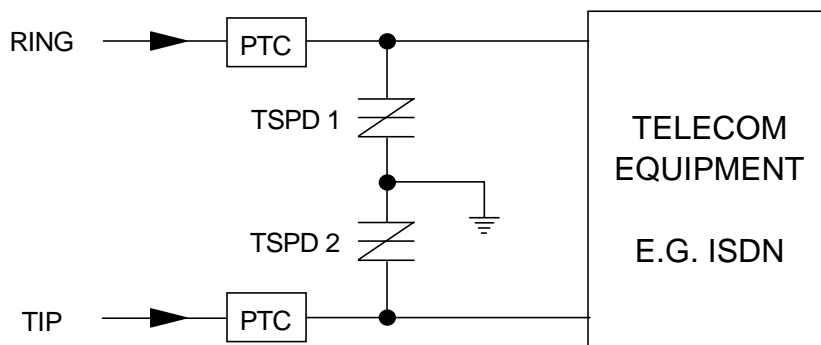 RING
PTC
TSPD 1
TELECOM
EQUIPMENT
E.G. ISDN
TSPD 2
TIP
PTC